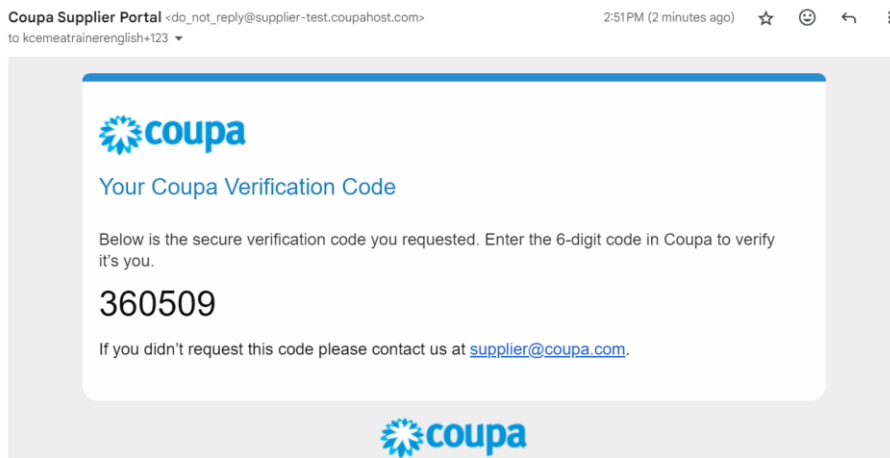 Coupa Supplier Portal <do_not_reply@supplier-test.coupahost.com> 2:51 PM (2 minutes ago)
to kcemeatrainerenglish+123
coupa
Your Coupa Verification Code
Below is the secure verification code you requested. Enter the 6-digit code in Coupa to verify
it's you.
360509
If you didn't request this code please contact us at supplier@coupa.com.
coupa